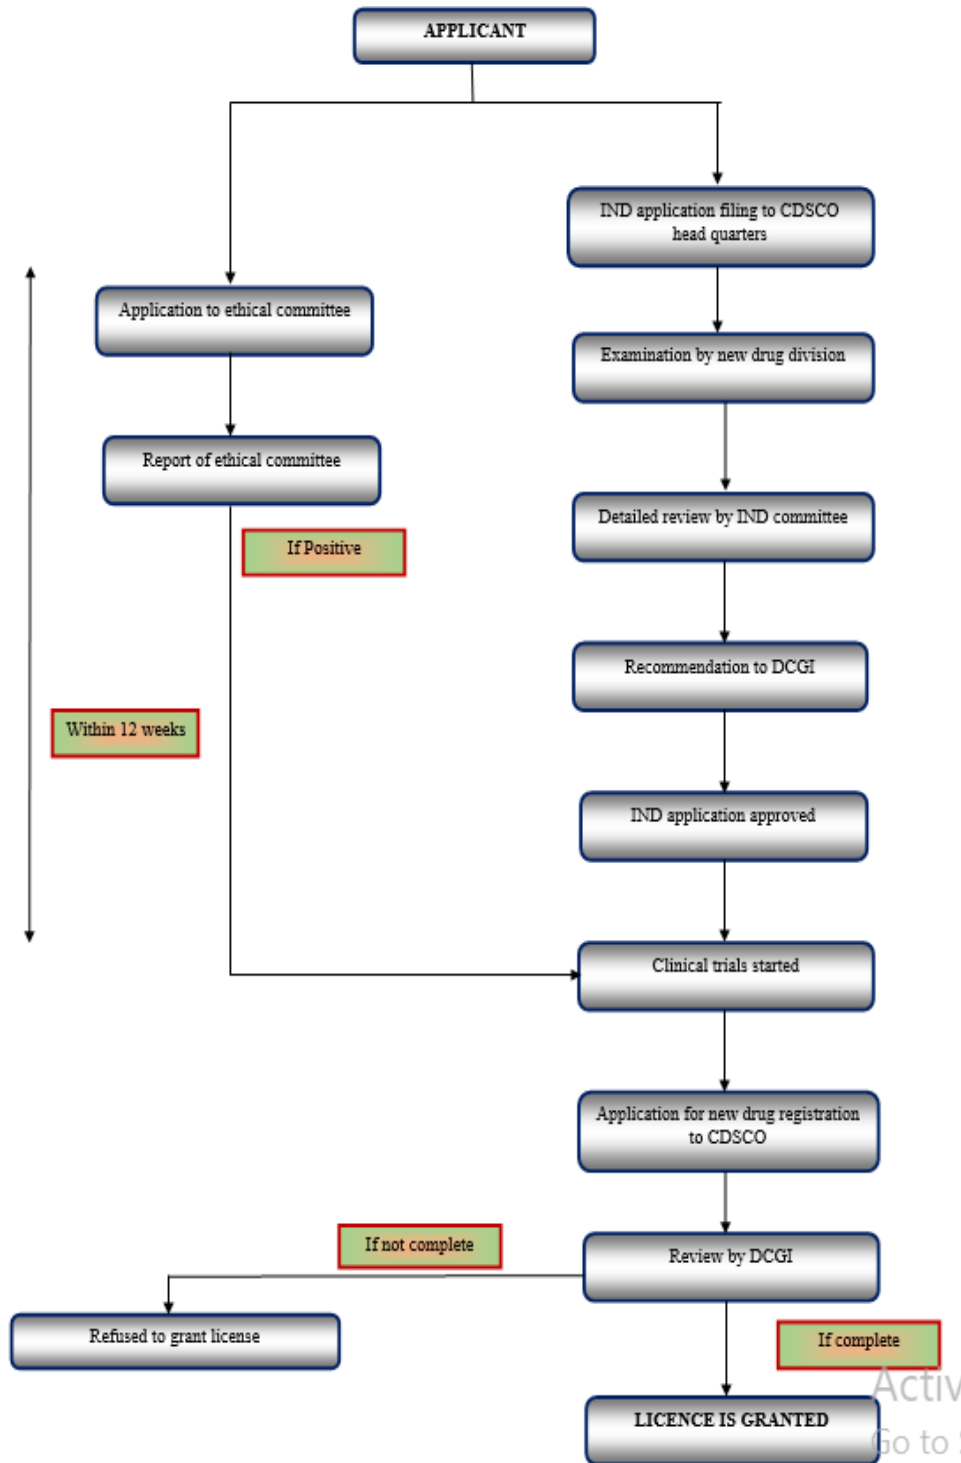 APPLICANT
IND application filing to CDSCO
head quarters
Application to ethical committee
Examination by new drug division
Report of ethical committee
If Positive
Detailed review by IND committee
Recommendation to DCGI
Within 12 weeks
IND application approved
Clinical trials started
Application for new drug registration
to CDSCO
If not complete
Review by DCGI
Refused to grant license
If complete
LICENCE IS GRANTED
Activ
Go to S